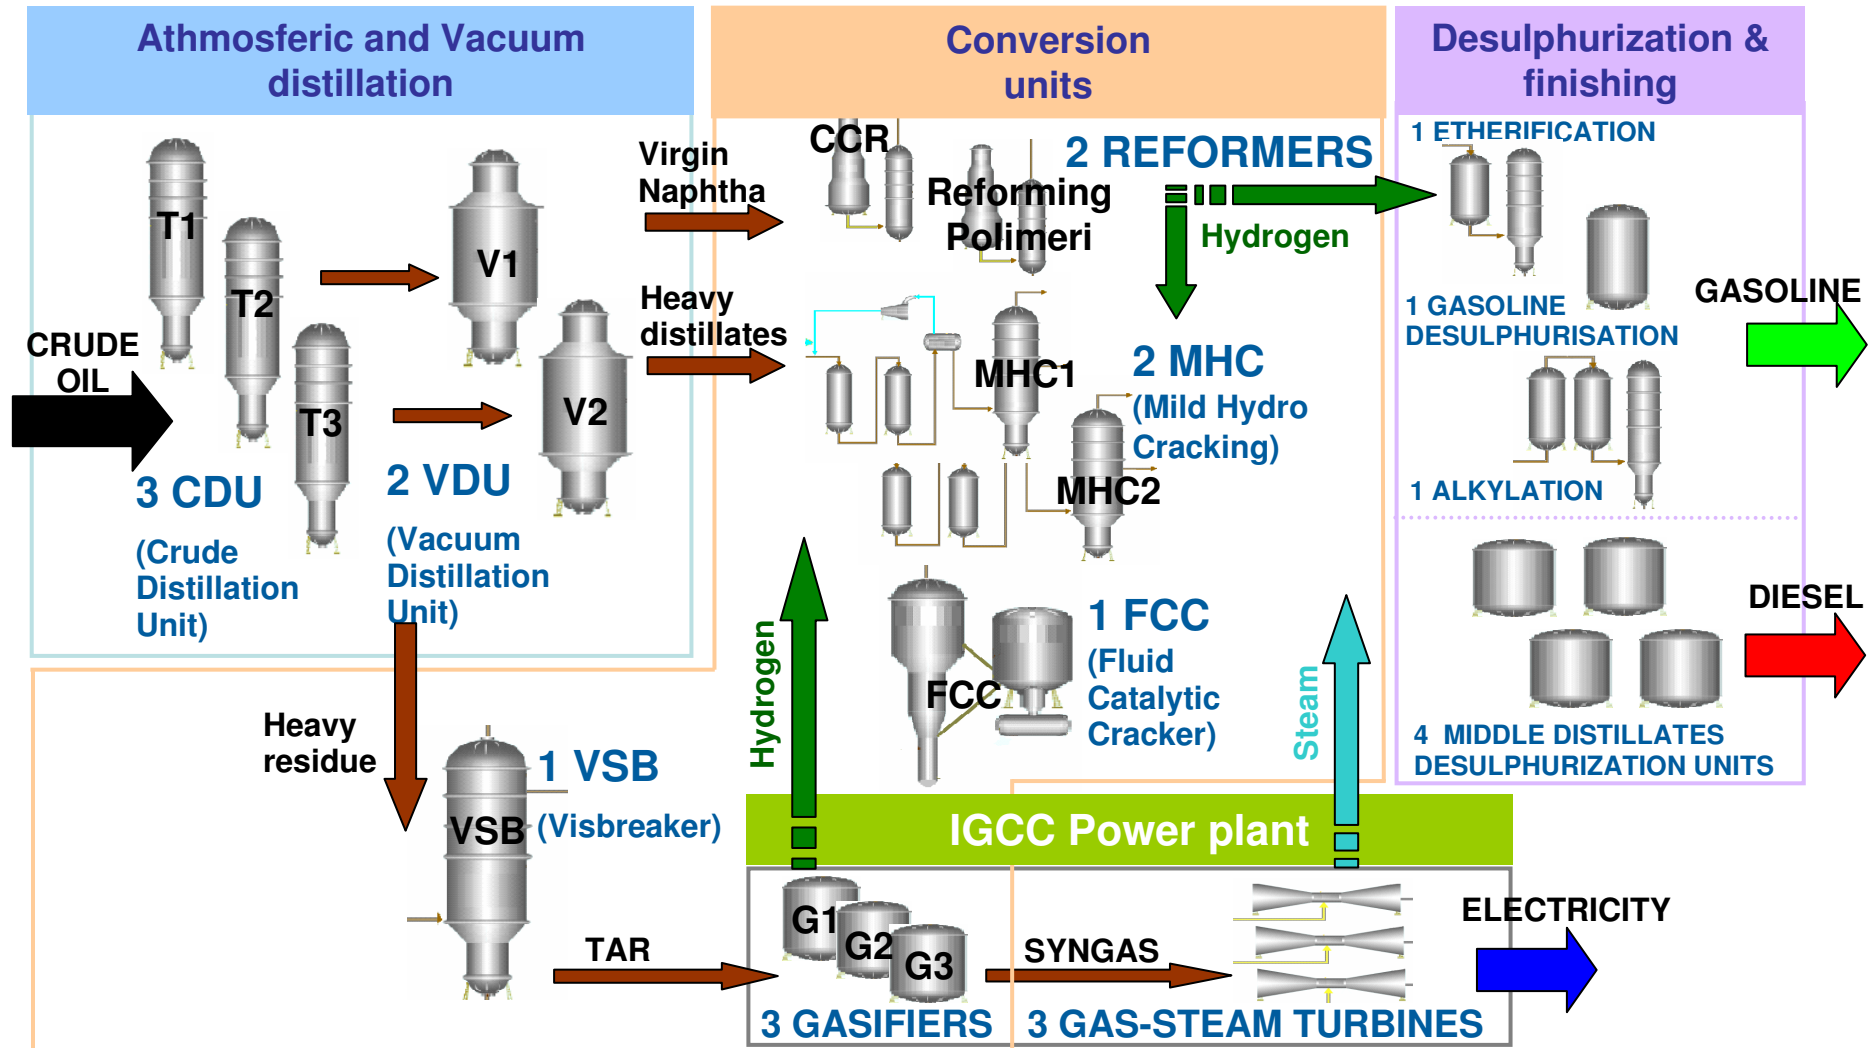 Athmosferic and Vacuum
distillation
T1
T2
T3
V1
V2
CRUDE
OIL
3 CDU
(Crude
Distillation
Unit)
2 VDU
(Vacuum
Distillation
Unit)
Virgin
Naphtha
Heavy
distillates
Heavy
residue
1 VSB
(Visbreaker)
VSB
TAR
Conversion
units
CCR
2 REFORMERS
Reforming
Polimeri
Hydrogen
MHC1
2 MHC
(Mild Hydro
Cracking)
MHC2
1 FCC
(Fluid
Catalytic
Cracker)
FCC
Hydrogen
Steam
IGCC Power plant
G1
G2
G3
SYNGAS
3 GASIFIERS
3 GAS-STEAM TURBINES
ELECTRICITY
Desulphurization &
finishing
1 ETHERIFICATION
1 GASOLINE
DESULPHURISATION
1 ALKYLATION
GASOLINE
DIESEL
4 MIDDLE DISTILLATES
DESULPHURIZATION UNITS